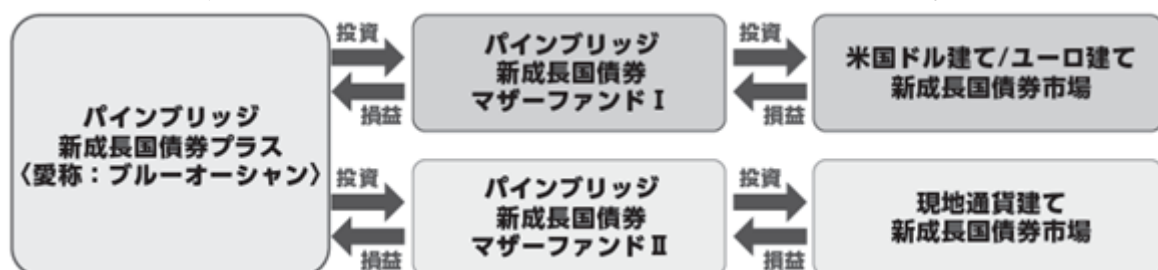 パインブリッジ
新成長国債券プラス
〈愛称：ブルーオーシャン〉
投資
損益
パインブリッジ
新成長国債券
マザーファンドⅠ
投資
損益
米国ドル建て/ユーロ建て
新成長国債券市場
投資
損益
パインブリッジ
新成長国債券
マザーファンドⅡ
投資
損益
現地通貨建て
新成長国債券市場